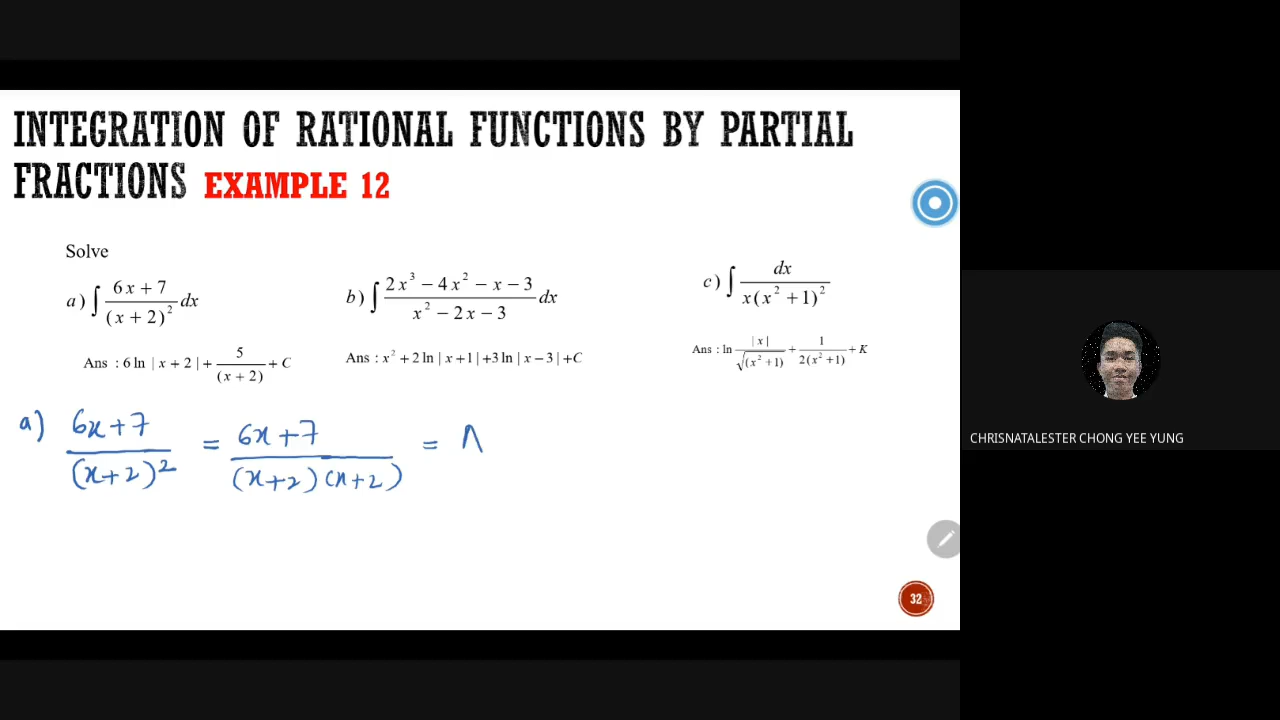 INTEGRATION OF RATIONAL FUNCTIONS BY PARTIAL
FRACTIONS EXAMPLE 12
Solve
a) ∫ (6x + 7)/(x + 2)² dx
b) ∫ (2x³ − 4x² − x − 3)/(x² − 2x − 3) dx
c) ∫ dx/(x(x² + 1)²)
Ans : 6 ln | x + 2 | + 5/(x + 2) + C
Ans : x² + 2 ln | x + 1 | +3 ln | x − 3 | +C
Ans : ln | x | / √(x² + 1) + 1/(2(x² + 1)) + K
a) (6x + 7)/(x + 2)² = (6x + 7)/((x + 2)(x + 2)) =
CHRISNATALESTER CHONG YEE YUNG
32